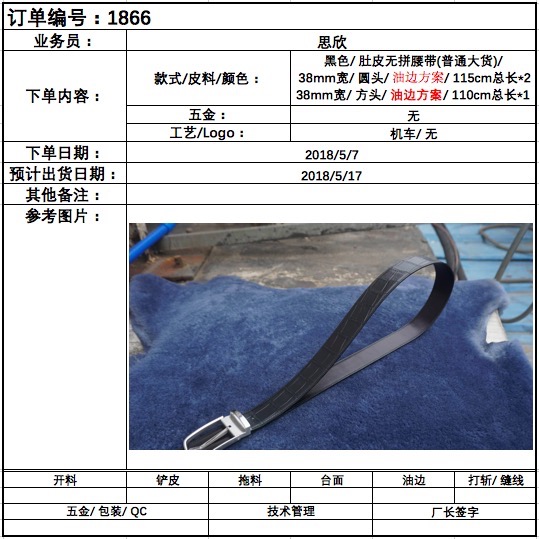 订单编号：1866
业务员：
思欣
下单内容：
款式/皮料/颜色：
黑色/ 肚皮无拼腰带(普通大货)/
38mm宽/ 圆头/ 油边方案/ 115cm总长*2
38mm宽/ 方头/ 油边方案/ 110cm总长*1
五金：
无
工艺/Logo：
机车/ 无
下单日期：
2018/5/7
预计出货日期：
2018/5/17
其他备注：
参考图片：
开料
铲皮
拖料
台面
油边
打斩/ 缝线
五金/ 包装/ QC
技术管理
厂长签字